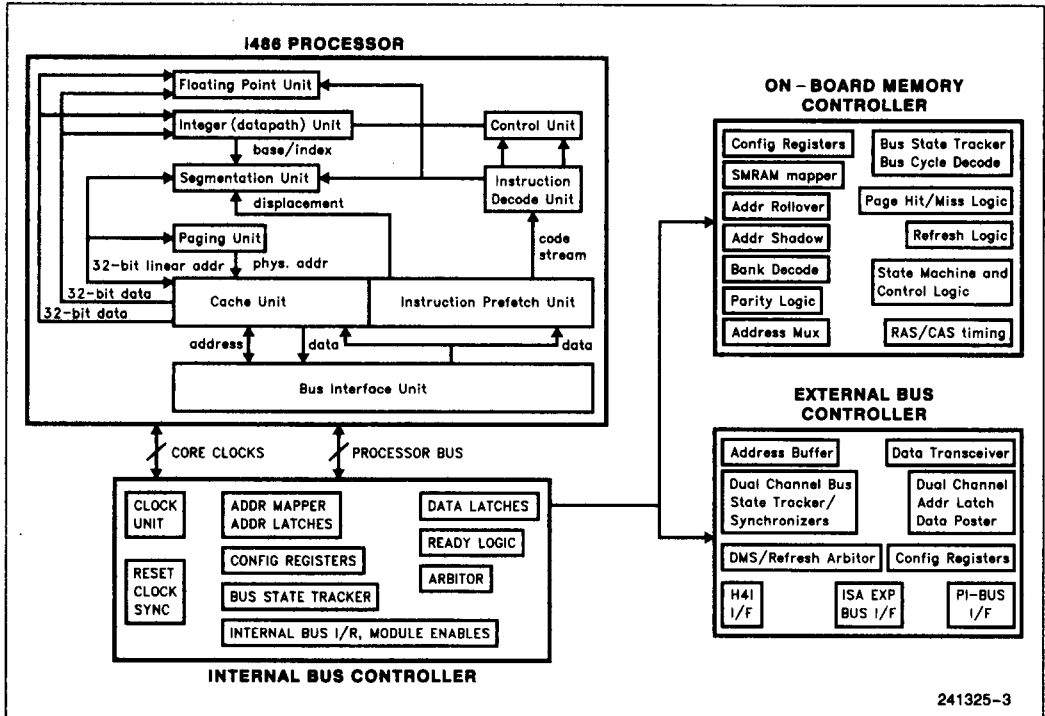 I486 PROCESSOR
Floating Point Unit
Integer (datapath) Unit
Control Unit
base/index
Segmentation Unit
Instruction
Decode Unit
displacement
Paging Unit
code
stream
32-bit linear addr
phys. addr
32-bit data
32-bit data
Cache Unit
Instruction Prefetch Unit
address
data
data
Bus Interface Unit
CORE CLOCKS
PROCESSOR BUS
CLOCK
UNIT
RESET
CLOCK
SYNC
ADDR MAPPER
ADDR LATCHES
CONFIG REGISTERS
BUS STATE TRACKER
INTERNAL BUS I/R, MODULE ENABLES
DATA LATCHES
READY LOGIC
ARBITOR
INTERNAL BUS CONTROLLER
ON-BOARD MEMORY
CONTROLLER
Config Registers
SMRAM mapper
Addr Rollover
Addr Shadow
Bank Decode
Parity Logic
Address Mux
Bus State Tracker
Bus Cycle Decode
Page Hit/Miss Logic
Refresh Logic
State Machine and
Control Logic
RAS/CAS timing
EXTERNAL BUS
CONTROLLER
Address Buffer
Data Transceiver
Dual Channel Bus
State Tracker/
Synchronizers
Dual Channel
Addr Latch
Data Poster
DMS/Refresh Arbitor
Config Registers
H4I
I/F
ISA EXP
BUS I/F
PI-BUS
I/F
241325-3